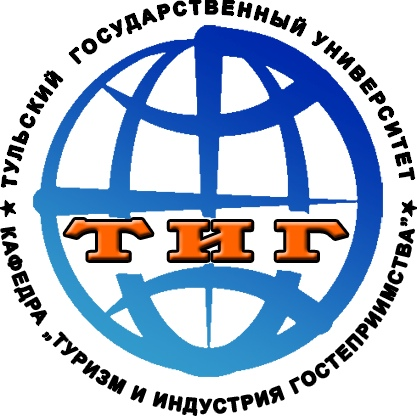 ТУЛЬСКИЙ ГОСУДАРСТВЕННЫЙ УНИВЕРСИТЕТ
ТИГ
★ КАФЕДРА „ТУРИЗМ И ИНДУСТРИЯ ГОСТЕПРИИМСТВА” ★